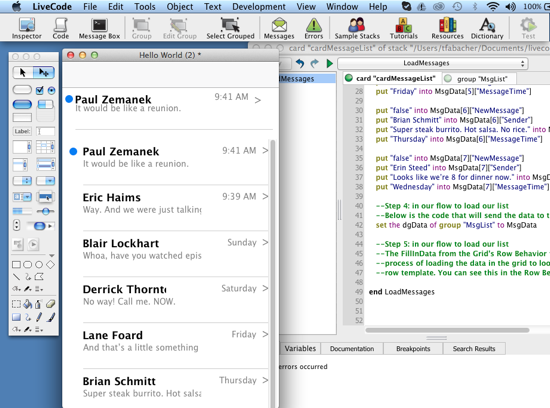 LiveCode File Edit Tools Object Text Development View Window Help 100%
Inspector Code Message Box Group Edit Group Select Grouped Messages Errors Sample Stacks Tutorials Resources Dictionary Test
Hello World (2) *
card "cardMessageList" of stack "/Users/tfabacher/Documents/liveco
LoadMessages
card "cardMessageList" group "MsgList"
Label:
Paul Zemanek 9:41 AM >
It would be like a reunion.
Paul Zemanek 9:41 AM >
It would be like a reunion.
Eric Haims 9:39 AM >
Way. And we were just talking
Blair Lockhart Sunday >
Whoa, have you watched epis
Derrick Thornt Saturday >
No way! Call me. NOW.
Lane Foard Friday >
And that's a little something
Brian Schmitt Thursday >
Super steak burrito. Hot salsa
essages
28 put "Friday" into MsgData[5]["MessageTime"]
29
30 put "false" into MsgData[6]["NewMessage"]
31 put "Brian Schmitt" into MsgData[6]["Sender"]
32 put "Super steak burrito. Hot salsa. No rice." into M
33 put "Thursday" into MsgData[6]["MessageTime"]
34
35 put "false" into MsgData[7]["NewMessage"]
36 put "Erin Steed" into MsgData[7]["Sender"]
37 put "Looks like we're 8 for dinner now." into MsgD
38 put "Wednesday" into MsgData[7]["MessageTime"]
39
40 --Step 4: in our flow to load our list
41 --Below is the code that will send the data to t
42 set the dgData of group "MsgList" to MsgData
43
44 --Step 5: in our flow to load our list
45 --The FillInData from the Grid's Row Behavior
46 --process of loading the data in the grid to loo
47 --row template. You can see this in the Row Be
48
49 end LoadMessages
50
51
52
Variables Documentation Breakpoints Search Results
errors occurred